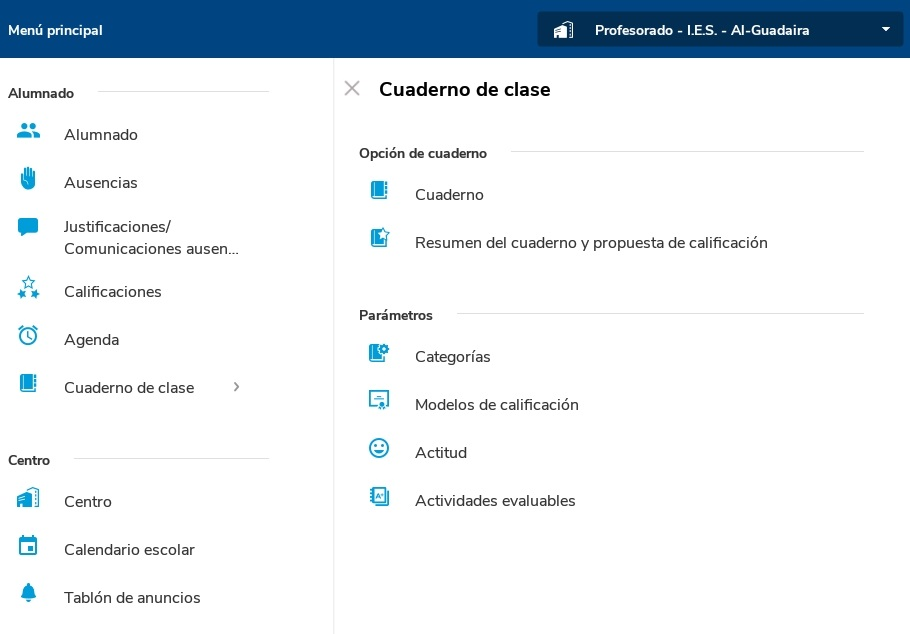 Menú principal
Profesorado - I.E.S. - Al-Guadaira
Alumnado
Alumnado
Ausencias
Justificaciones/
Comunicaciones ausen...
Calificaciones
Agenda
Cuaderno de clase
Centro
Centro
Calendario escolar
Tablón de anuncios
Cuaderno de clase
Opción de cuaderno
Cuaderno
Resumen del cuaderno y propuesta de calificación
Parámetros
Categorías
Modelos de calificación
Actitud
Actividades evaluables